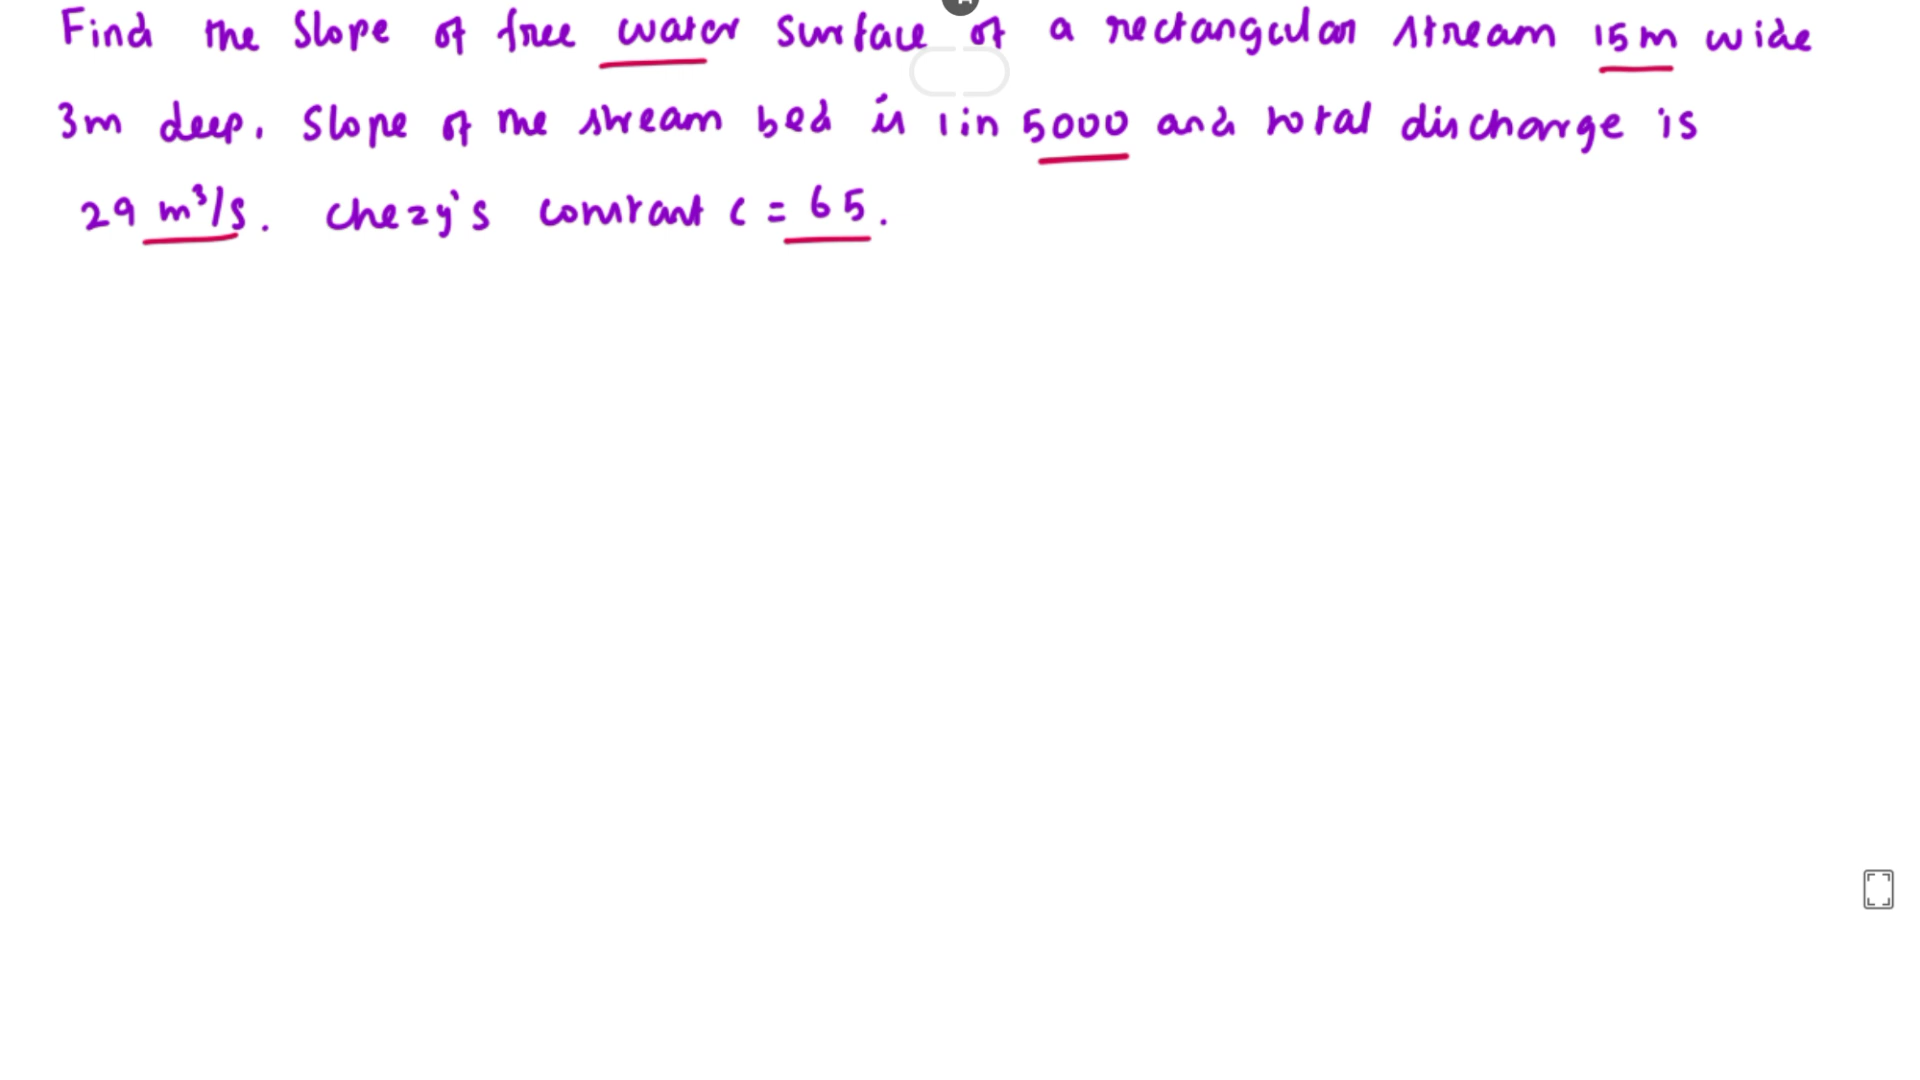 Find the slope of free water surface of a rectangular stream 15m wide
3m deep. Slope of the stream bed is 1 in 5000 and total discharge is
29 m³/s. Chezy's constant C = 65.